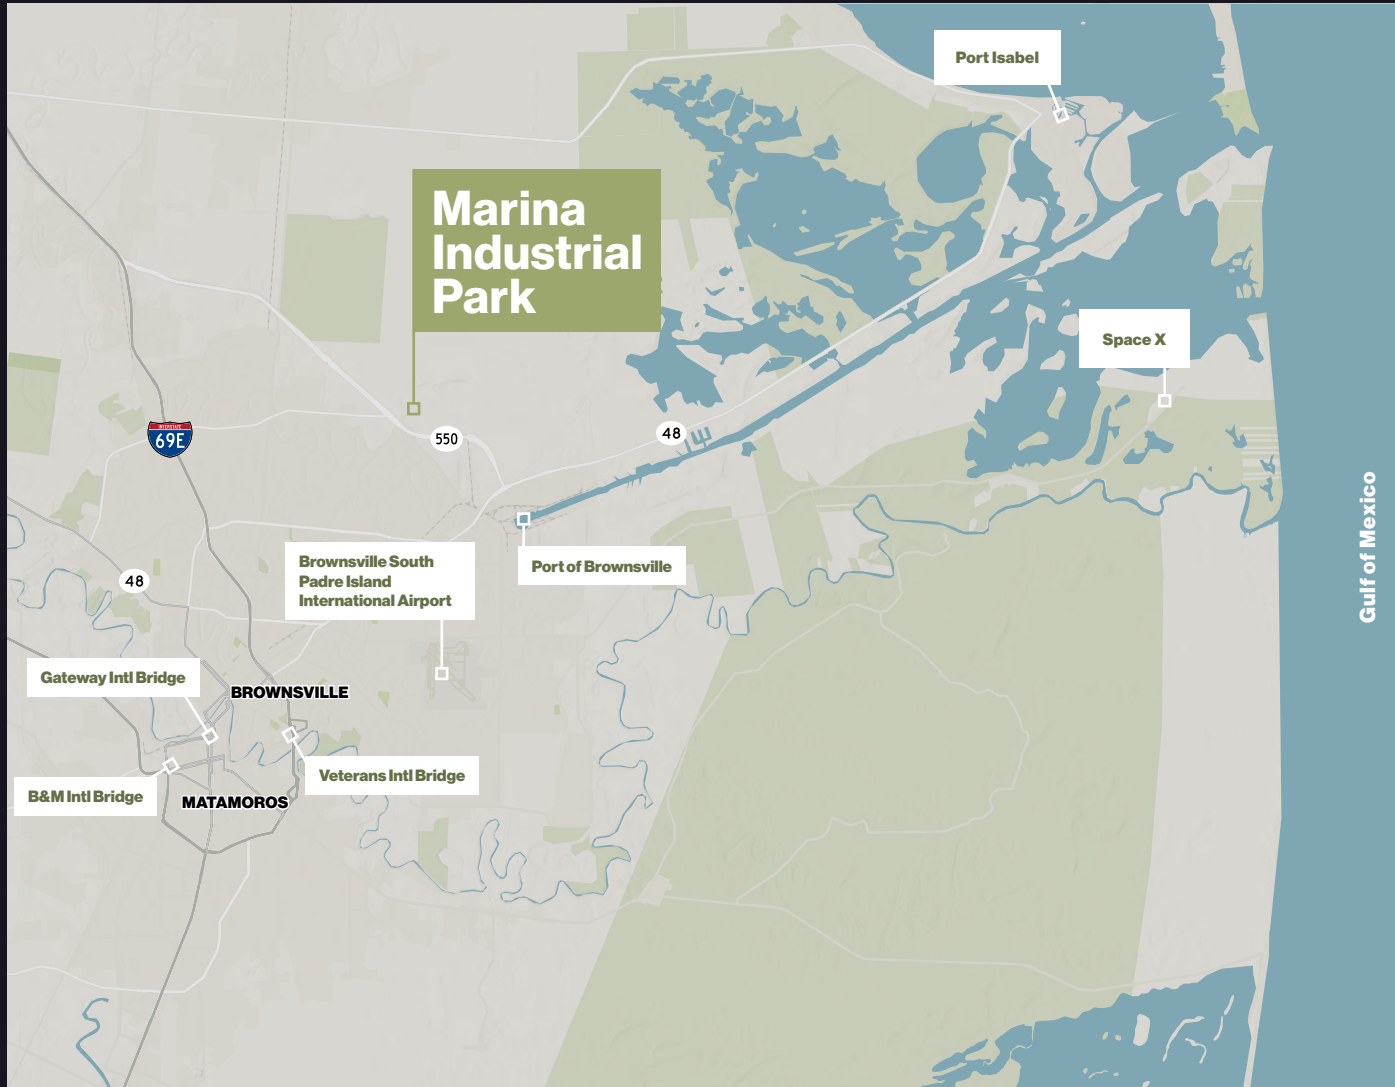 Port Isabel
Marina
Industrial
Park
Space X
INTERSTATE
69E
550
48
Gulf of Mexico
Port of Brownsville
Brownsville South
Padre Island
International Airport
48
Gateway Intl Bridge
BROWNSVILLE
Veterans Intl Bridge
B&M Intl Bridge
MATAMOROS